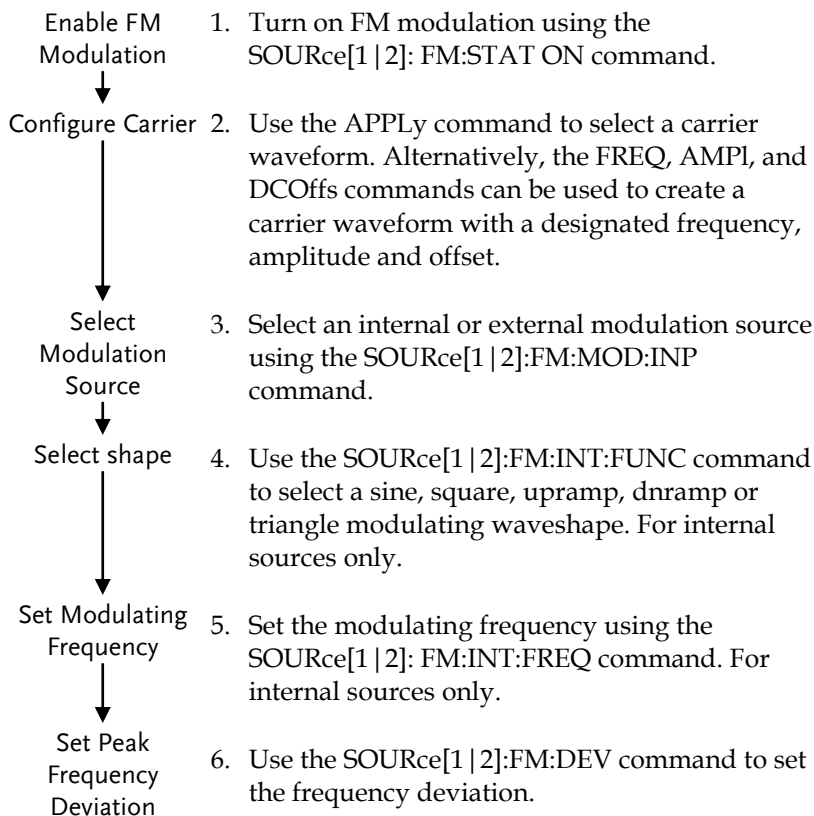 Enable FM
Modulation
1. Turn on FM modulation using the
SOURce[1|2]: FM:STAT ON command.
Configure Carrier
2. Use the APPLy command to select a carrier
waveform. Alternatively, the FREQ, AMPl, and
DCOffs commands can be used to create a
carrier waveform with a designated frequency,
amplitude and offset.
Select
Modulation
Source
3. Select an internal or external modulation source
using the SOURce[1|2]:FM:MOD:INP
command.
Select shape
4. Use the SOURce[1|2]:FM:INT:FUNC command
to select a sine, square, upramp, dnramp or
triangle modulating waveshape. For internal
sources only.
Set Modulating
Frequency
5. Set the modulating frequency using the
SOURce[1|2]: FM:INT:FREQ command. For
internal sources only.
Set Peak
Frequency
Deviation
6. Use the SOURce[1|2]:FM:DEV command to set
the frequency deviation.